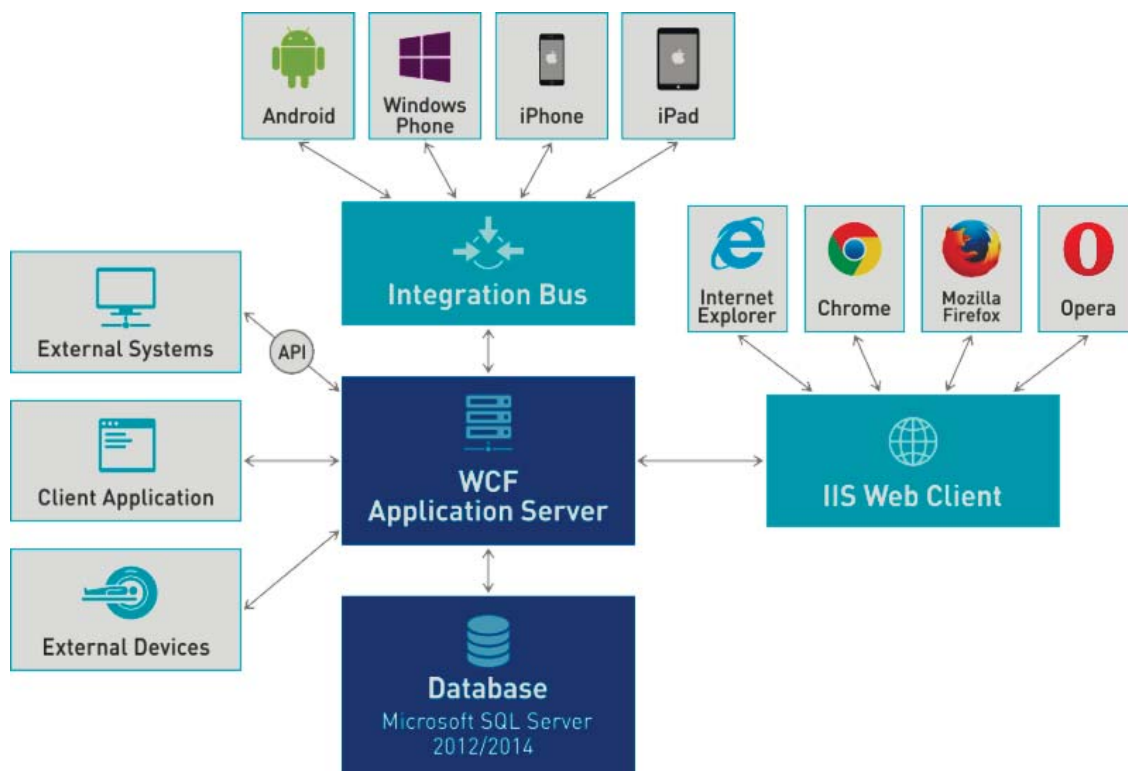 Android
Windows
Phone
iPhone
iPad
Integration Bus
Internet
Explorer
Chrome
Mozilla
Firefox
Opera
External Systems
API
Client Application
WCF
Application Server
IIS Web Client
External Devices
Database
Microsoft SQL Server
2012/2014